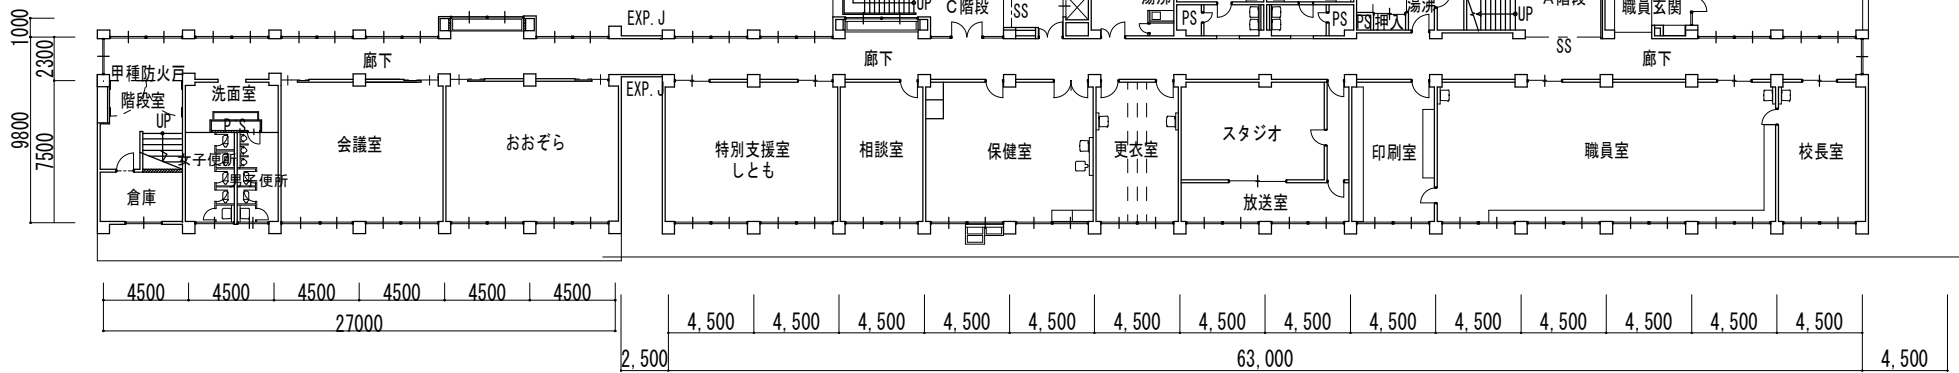 1000
2300
9800
7500
EXP.J
UP
C階段
SS
湯沸
PS
PS
PS
押入
湯沸
UP
A階段
SS
職員玄関
廊下
廊下
廊下
甲種防火戸
階段室
UP
洗面室
P.S
女子便所
男子便所
倉庫
会議室
おおぞら
EXP.J
特別支援室
しとも
相談室
保健室
更衣室
スタジオ
放送室
印刷室
職員室
校長室
4500 4500 4500 4500 4500 4500
27000
4,500 4,500 4,500 4,500 4,500 4,500 4,500 4,500 4,500 4,500 4,500 4,500 4,500 4,500
2,500 63,000 4,500